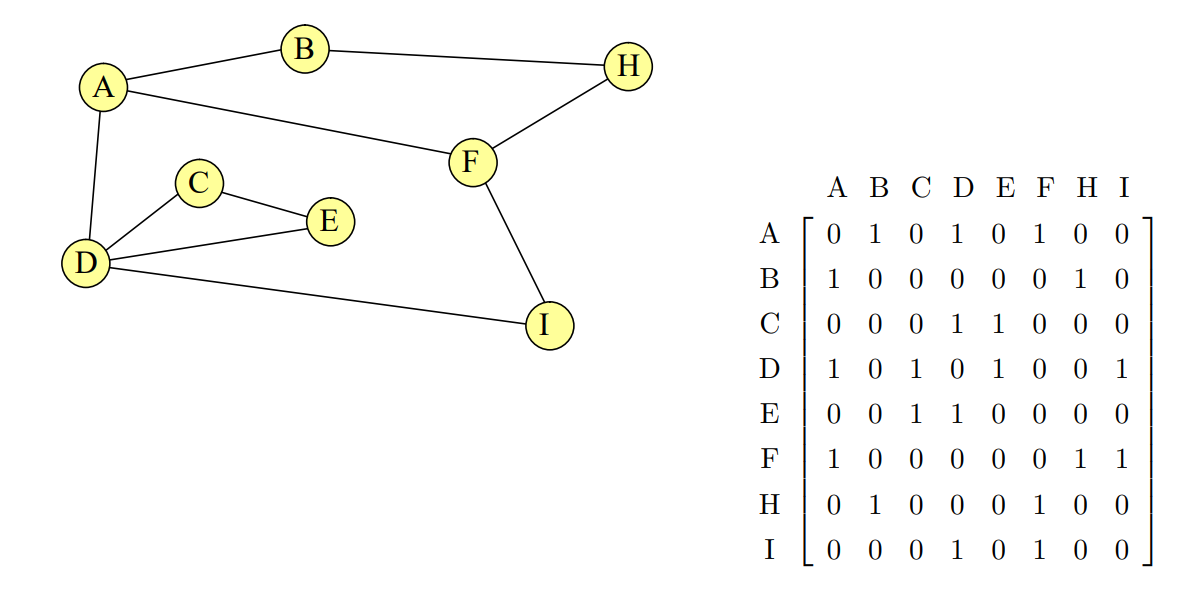 B
H
A
F
C
E
D
I
A B C D E F H I
A 0 1 0 1 0 1 0 0
B 1 0 0 0 0 0 1 0
C 0 0 0 1 1 0 0 0
D 1 0 1 0 1 0 0 1
E 0 0 1 1 0 0 0 0
F 1 0 0 0 0 0 1 1
H 0 1 0 0 0 1 0 0
I 0 0 0 1 0 1 0 0